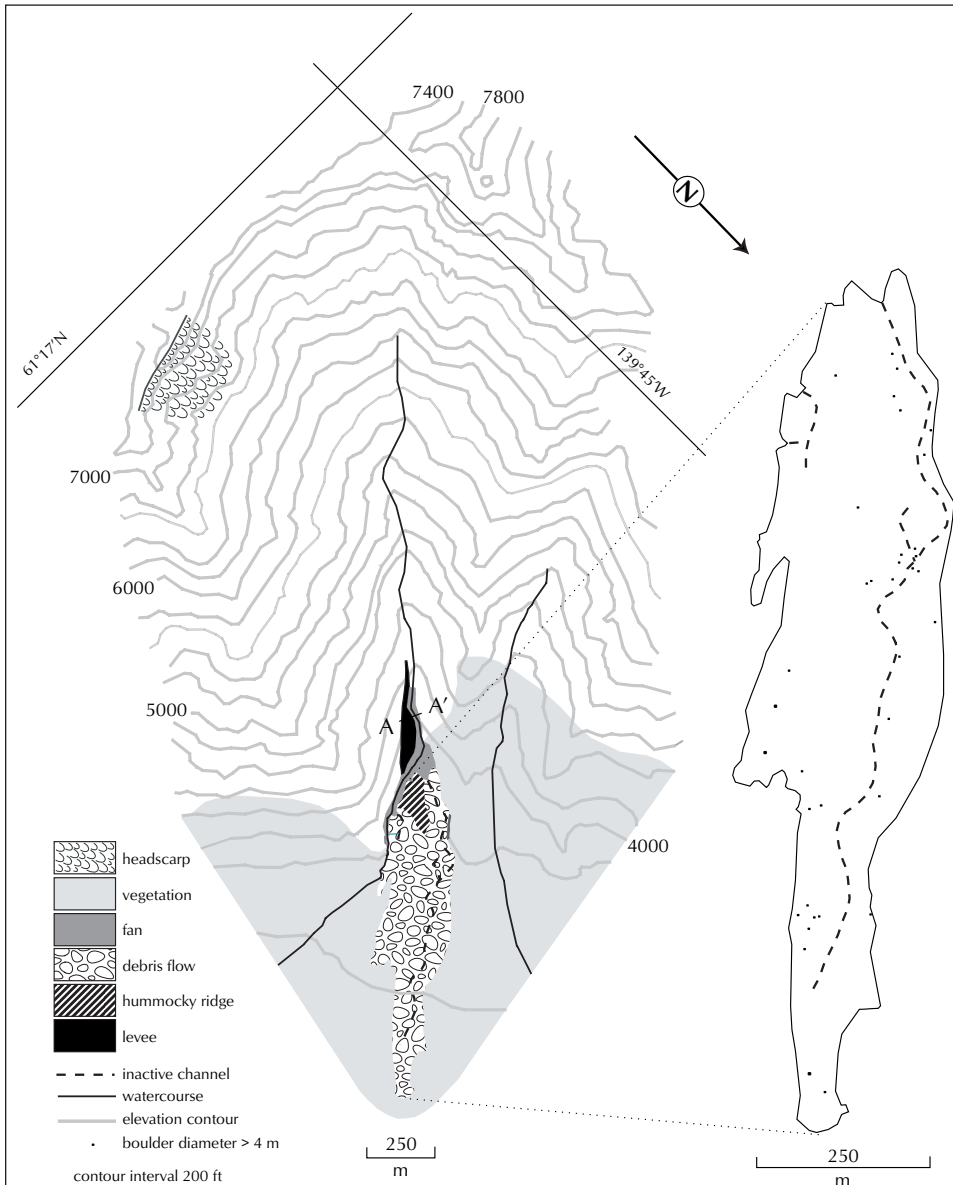 7400 7800
N
61°17'N
139°45'W
7000
6000
5000
A A'
4000
headscarp
vegetation
fan
debris flow
hummocky ridge
levee
inactive channel
watercourse
elevation contour
boulder diameter > 4 m
contour interval 200 ft
250
m
250
m